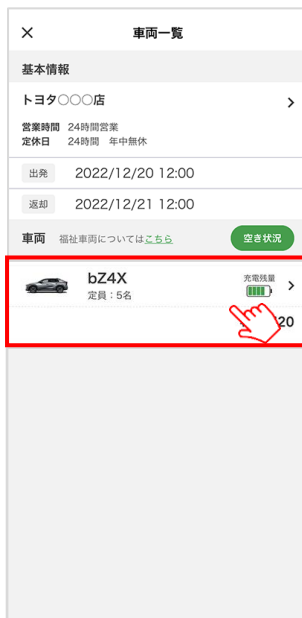 × 車両一覧
基本情報
トヨタ○○○店
営業時間 24時間営業
定休日 24時間 年中無休
出発 2022/12/20 12:00
返却 2022/12/21 12:00
車両 福祉車両についてはこちら 空き状況
bZ4X 充電残量
定員：5名
20